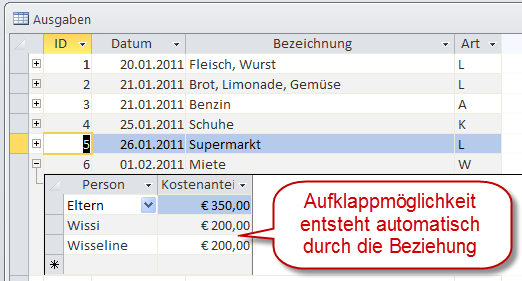 Ausgaben
ID Datum Bezeichnung Art
1 20.01.2011 Fleisch, Wurst L
2 21.01.2011 Brot, Limonade, Gemüse L
3 21.01.2011 Benzin A
4 25.01.2011 Schuhe K
5 26.01.2011 Supermarkt L
6 01.02.2011 Miete W
Person Kostenantei
Eltern € 350,00
Wissi € 200,00
Wisseline € 200,00
Aufklappmöglichkeit
entsteht automatisch
durch die Beziehung